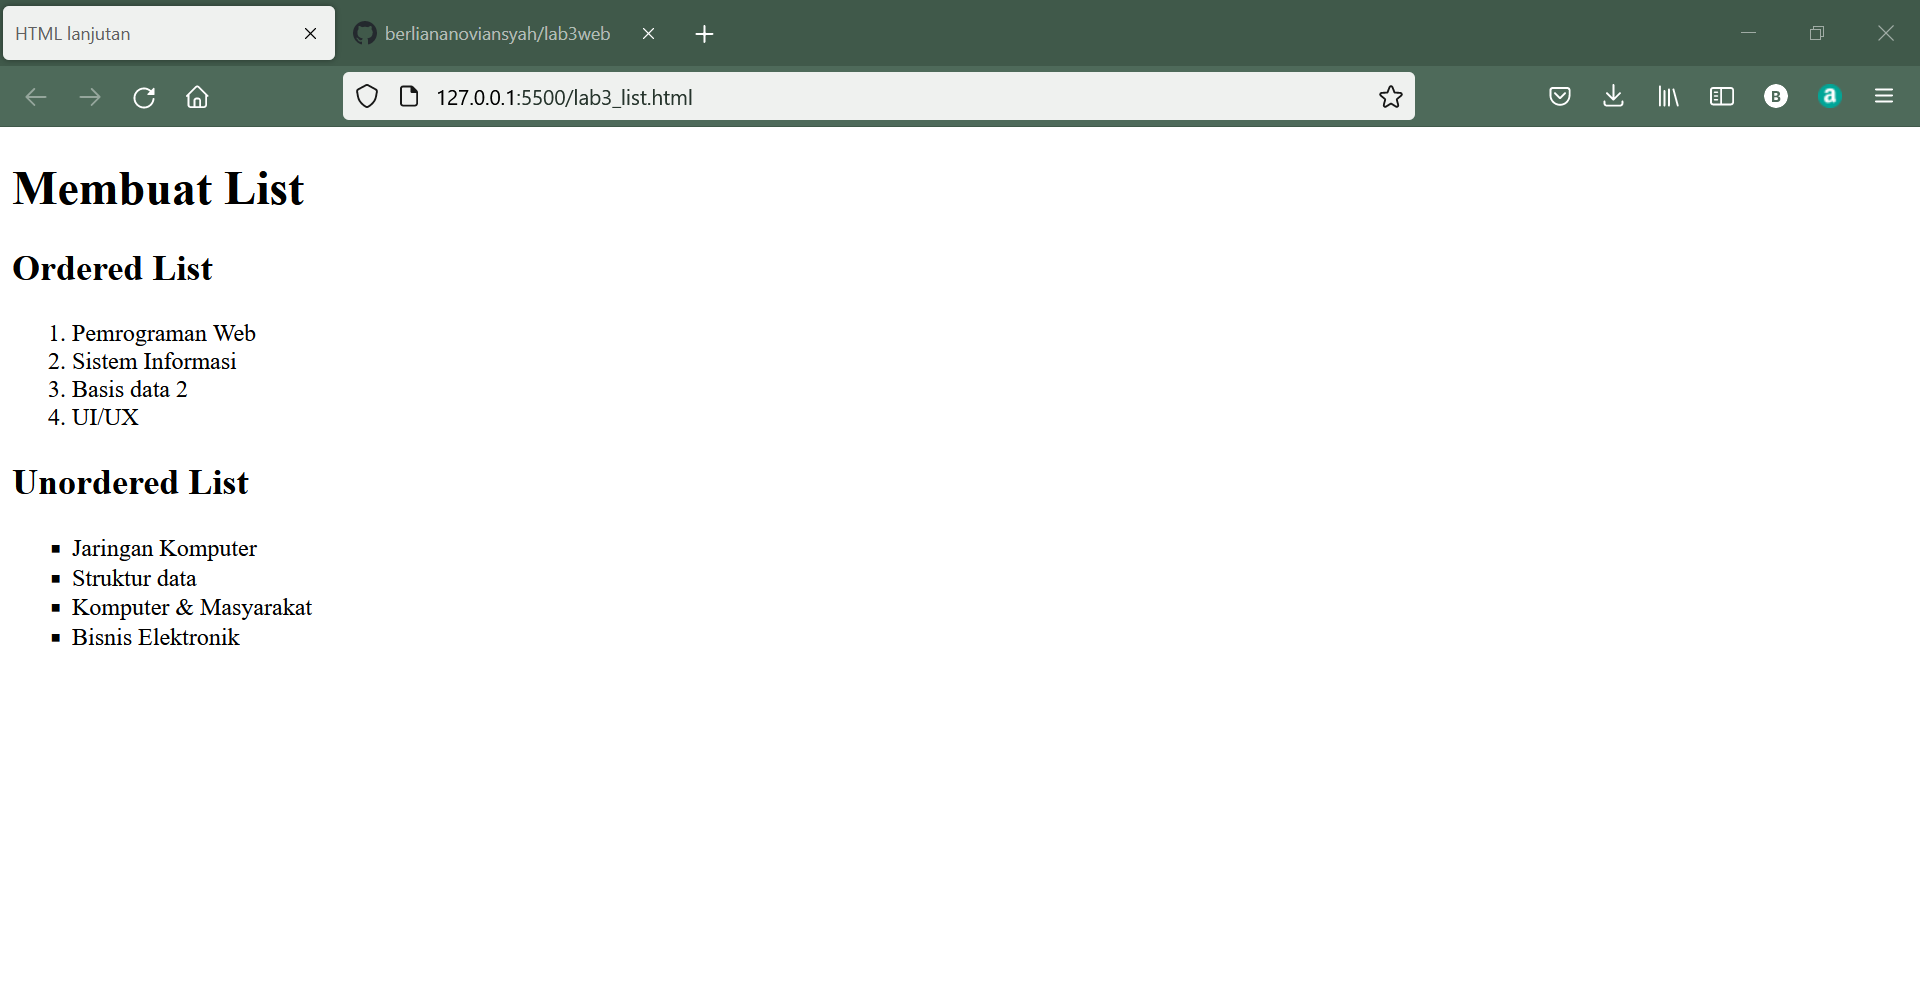 HTML lanjutan
berliananoviansyah/lab3web
127.0.0.1:5500/lab3_list.html
B
a
Membuat List
Ordered List
1. Pemrograman Web
2. Sistem Informasi
3. Basis data 2
4. UI/UX
Unordered List
▪ Jaringan Komputer
▪ Struktur data
▪ Komputer & Masyarakat
▪ Bisnis Elektronik